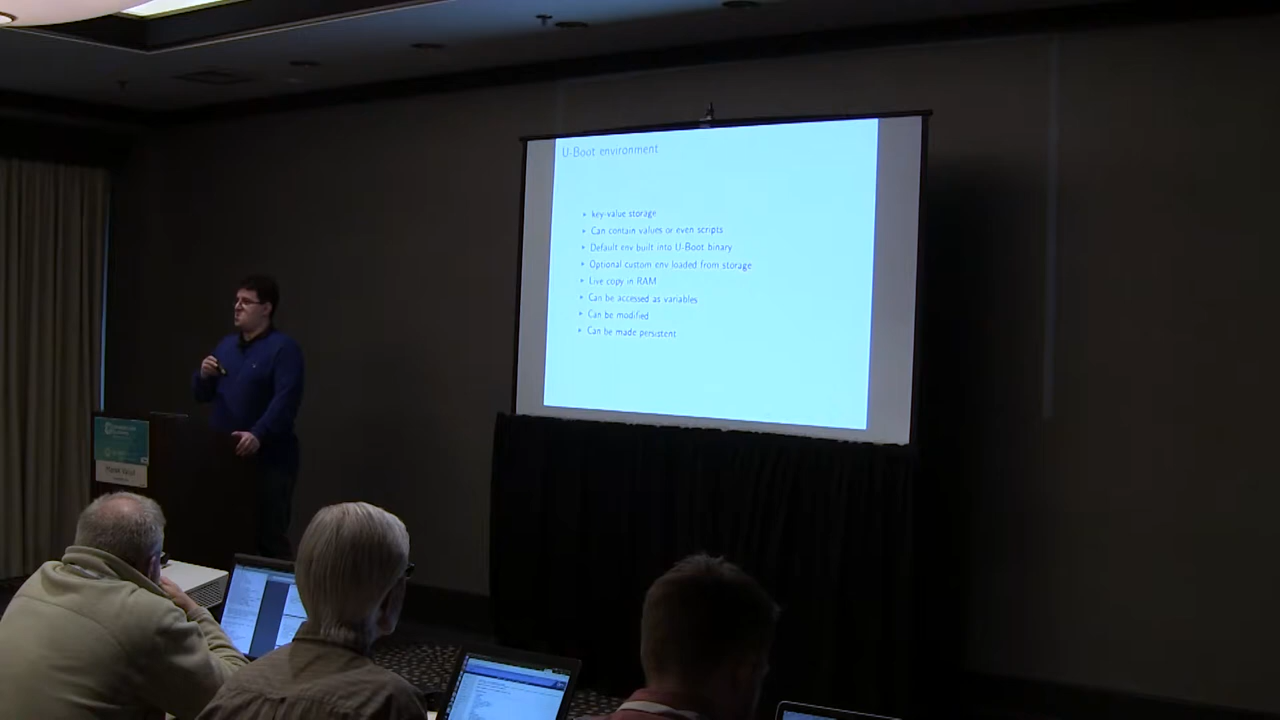 U-Boot environment
key-value storage
Can contain values or even scripts
Default env built into U-Boot binary
Optional custom env loaded from storage
Live copy in RAM
Can be accessed as variables
Can be modified
Can be made persistent